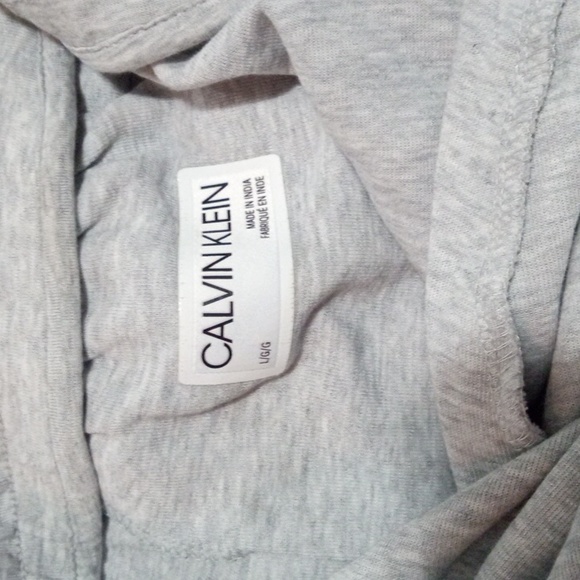 CALVIN KLEIN
MADE IN INDIA
FABRIQUÉ EN INDE
L/G/G